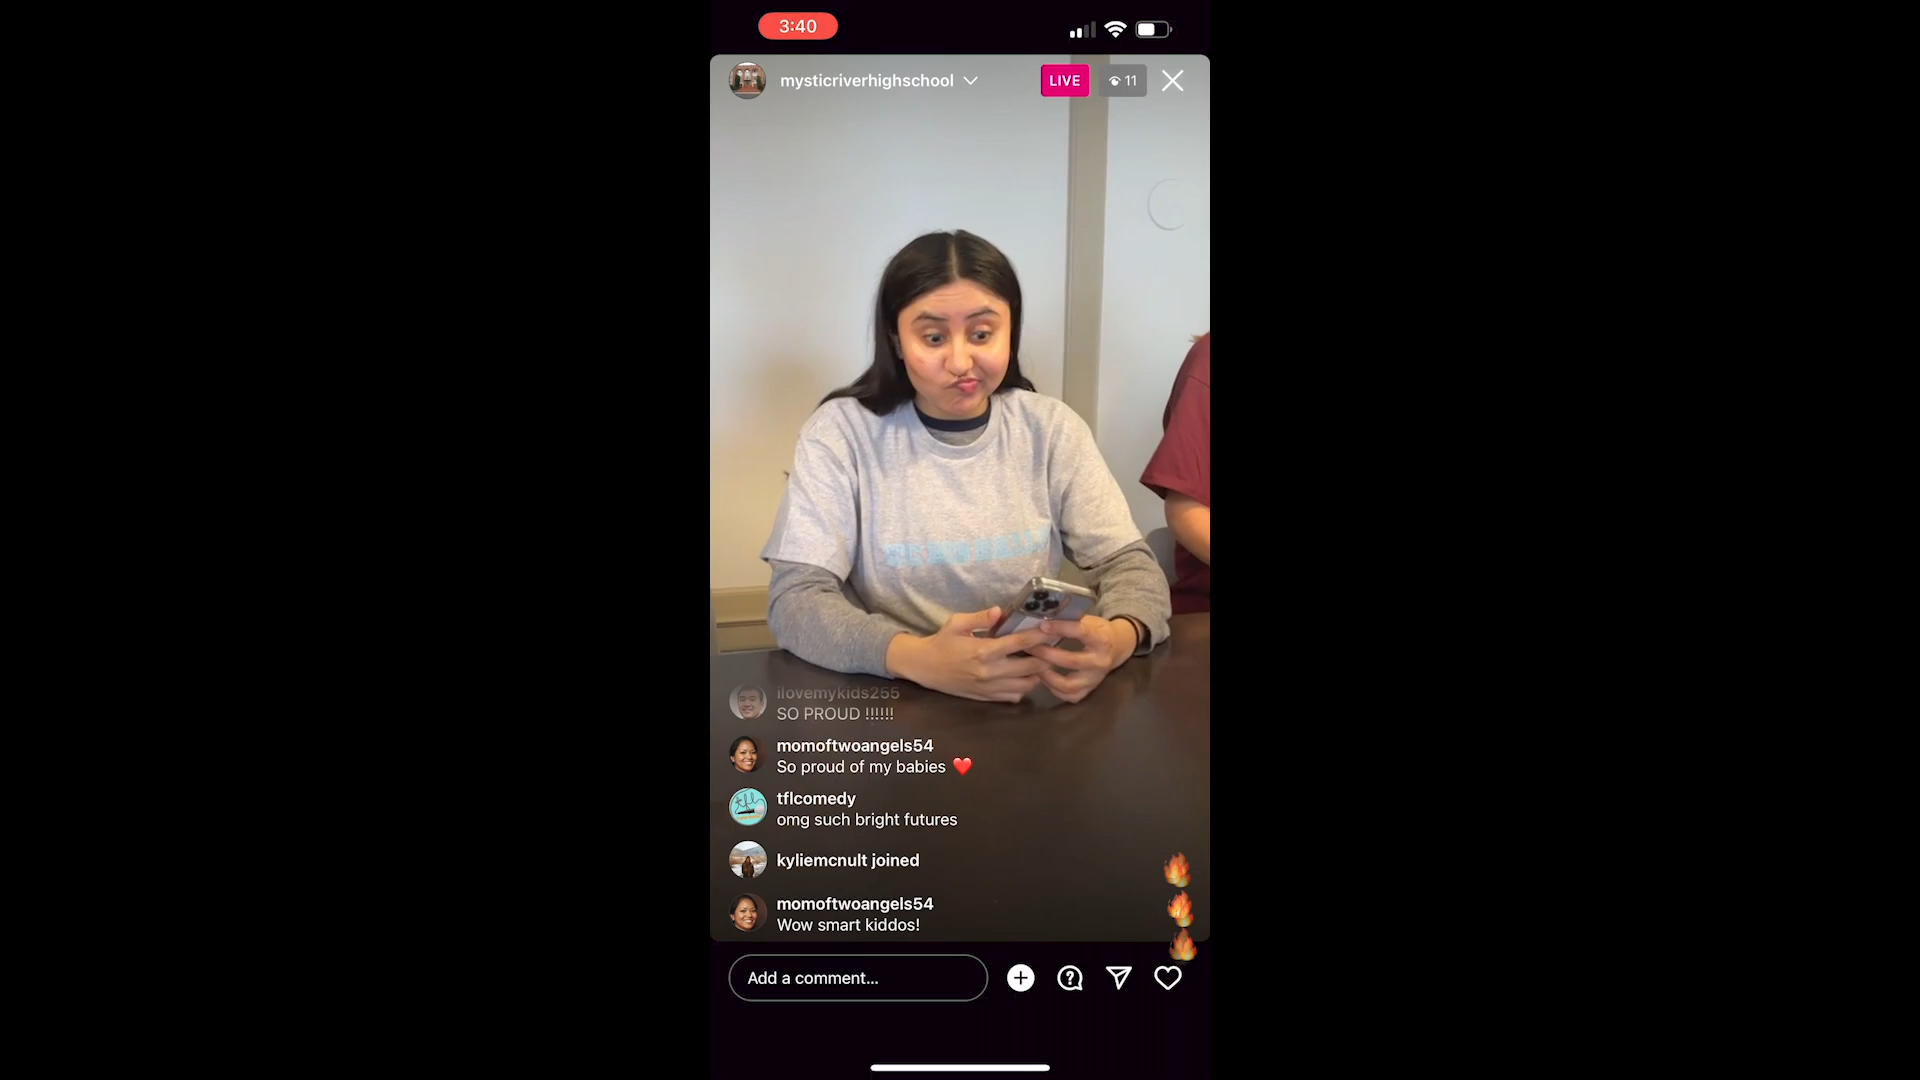 3:40
mysticriverhighschool
LIVE
11
ilovemykids255
SO PROUD !!!!!!
momoftwoangels54
So proud of my babies ❤️
tflcomedy
omg such bright futures
kyliemcnult joined
momoftwoangels54
Wow smart kiddos!
Add a comment...